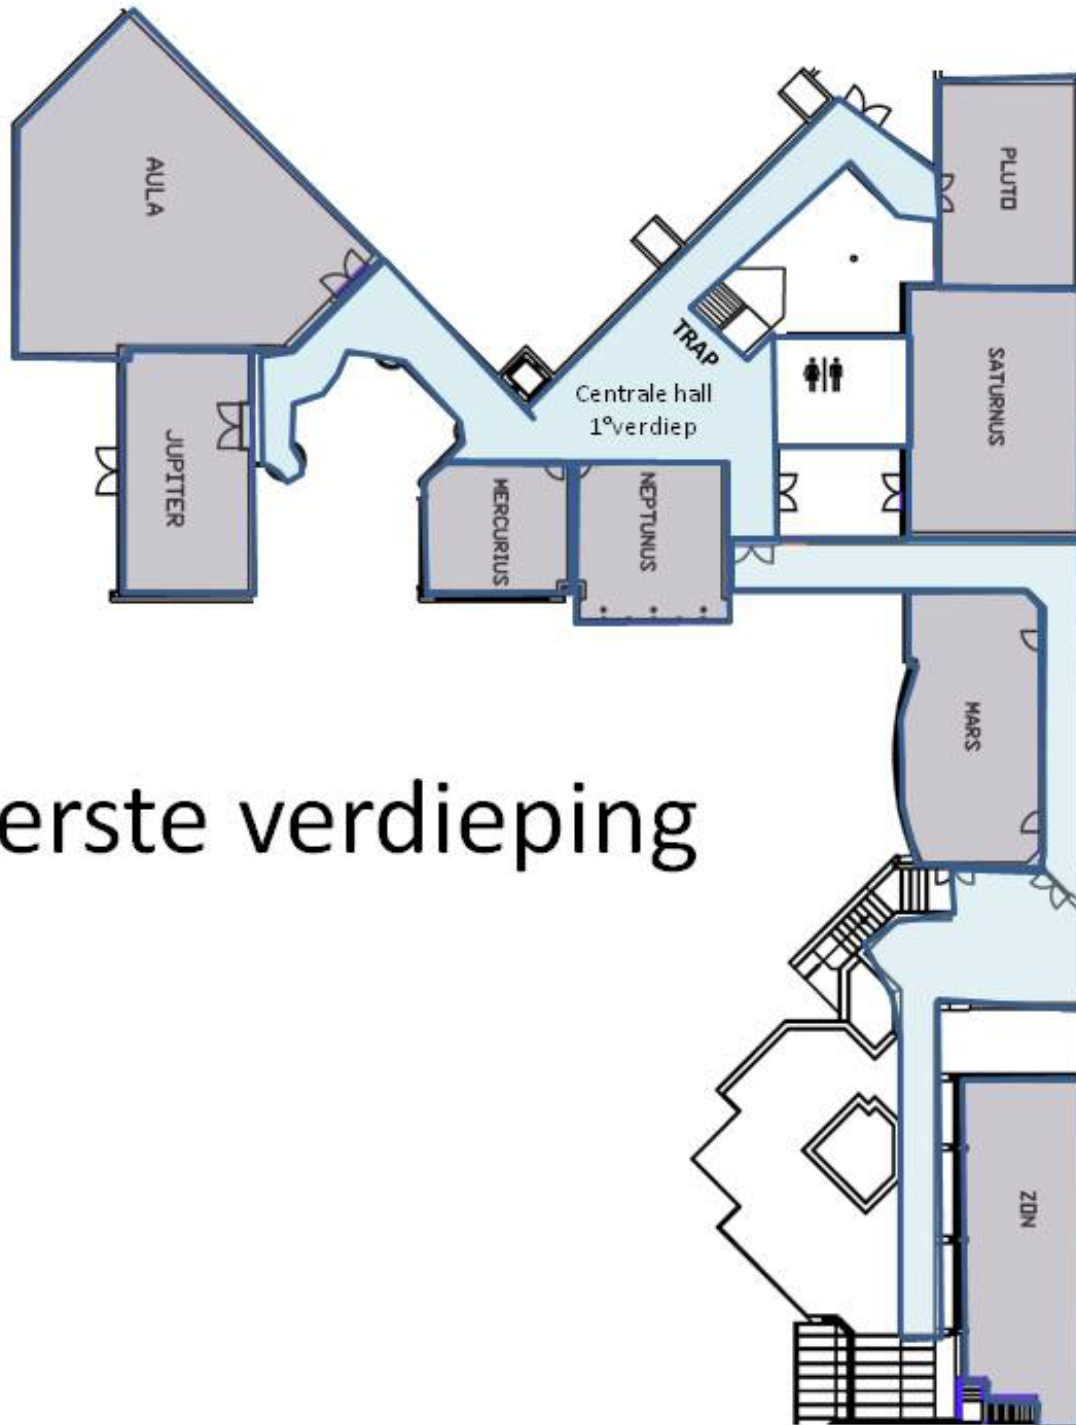 AULA
PLUTO
TRAP
SATURNUS
Centrale hall
1°verdiep
JUPITER
MERCURIUS
NEPTUNUS
MARS
erste verdieping
ZON